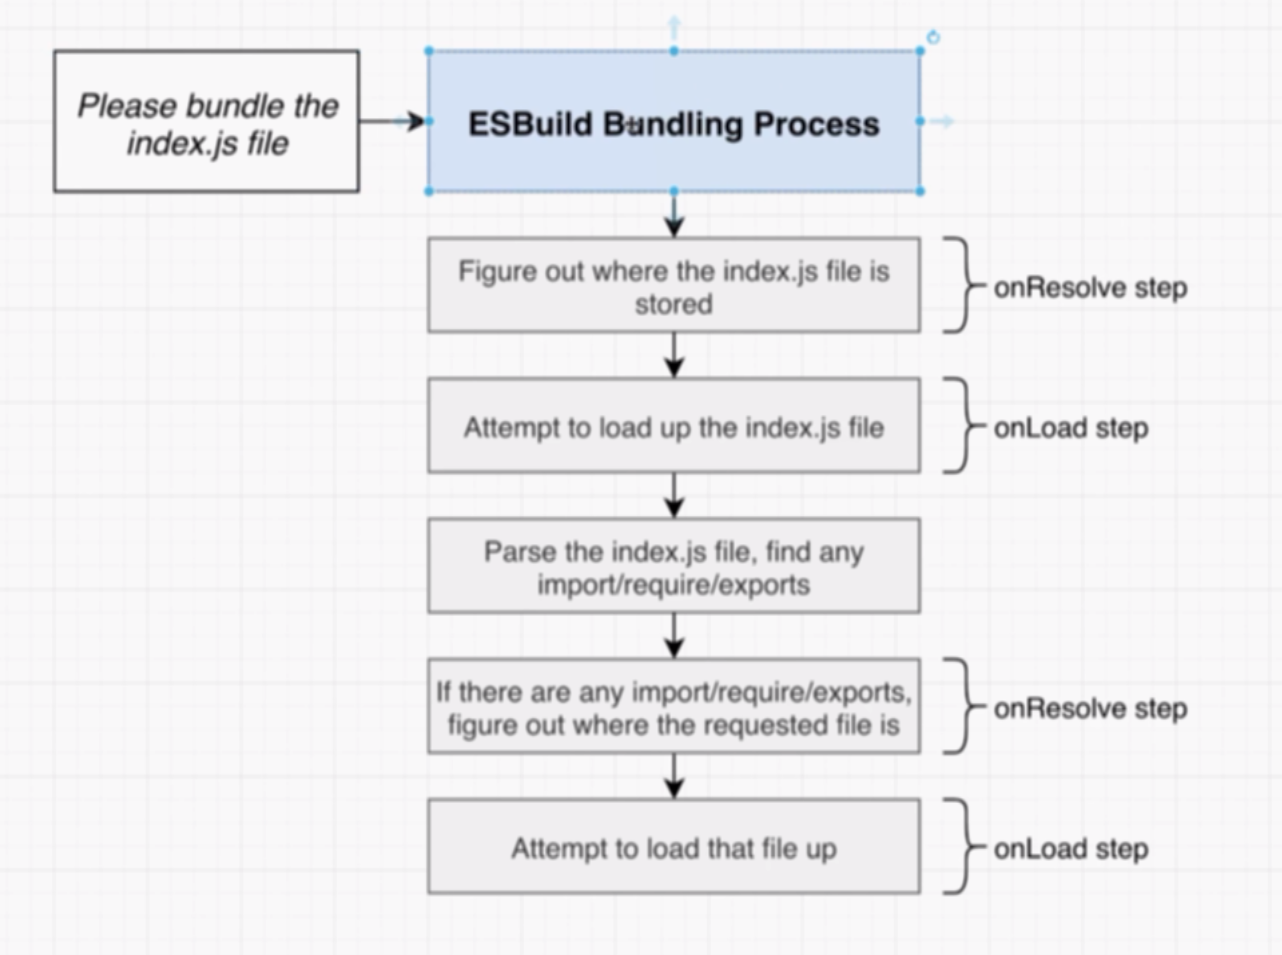 Please bundle the
index.js file
ESBuild Bundling Process
Figure out where the index.js file is
stored
onResolve step
Attempt to load up the index.js file
onLoad step
Parse the index.js file, find any
import/require/exports
If there are any import/require/exports,
figure out where the requested file is
onResolve step
Attempt to load that file up
onLoad step